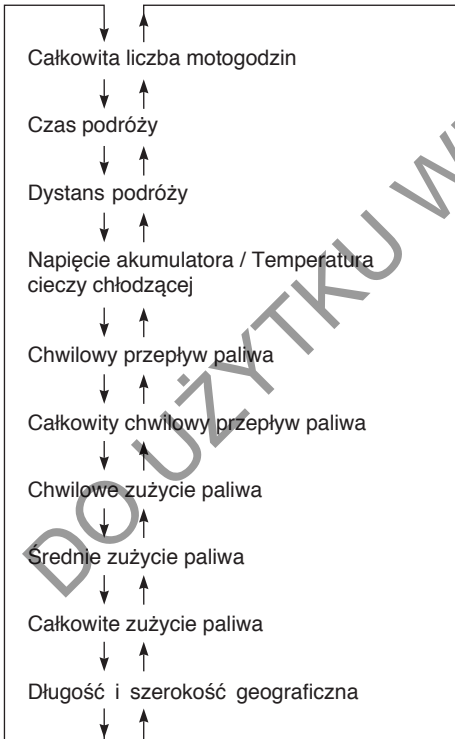 Całkowita liczba motogodzin
Czas podróży
Dystans podróży
Napięcie akumulatora / Temperatura
cieczy chłodzącej
Chwilowy przepływ paliwa
Całkowity chwilowy przepływ paliwa
Chwilowe zużycie paliwa
Średnie zużycie paliwa
Całkowite zużycie paliwa
Długość i szerokość geograficzna
DO UŻYTKU